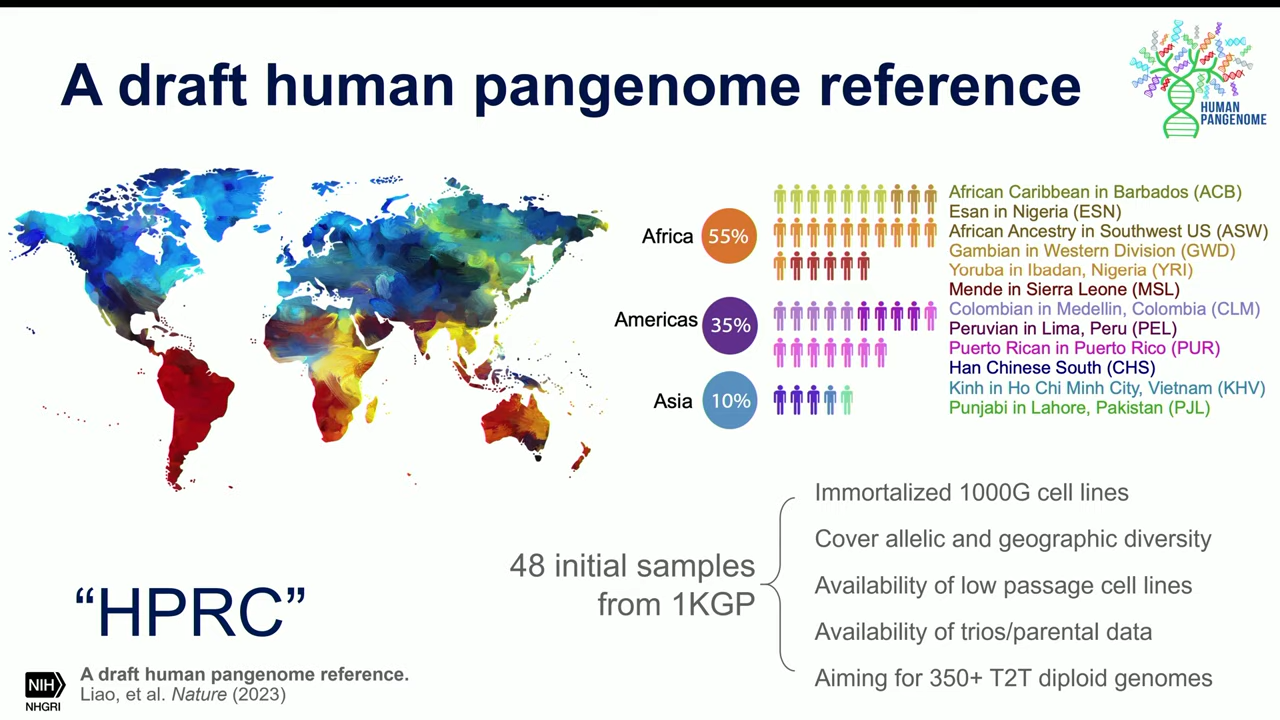 A draft human pangenome reference
HUMAN
PANGENOME
Africa
55%
Americas
35%
Asia
10%
African Caribbean in Barbados (ACB)
Esan in Nigeria (ESN)
African Ancestry in Southwest US (ASW)
Gambian in Western Division (GWD)
Yoruba in Ibadan, Nigeria (YRI)
Mende in Sierra Leone (MSL)
Colombian in Medellin, Colombia (CLM)
Peruvian in Lima, Peru (PEL)
Puerto Rican in Puerto Rico (PUR)
Han Chinese South (CHS)
Kinh in Ho Chi Minh City, Vietnam (KHV)
Punjabi in Lahore, Pakistan (PJL)
48 initial samples
from 1KGP
Immortalized 1000G cell lines
Cover allelic and geographic diversity
Availability of low passage cell lines
Availability of trios/parental data
Aiming for 350+ T2T diploid genomes
“HPRC”
NIH
NHGRI
A draft human pangenome reference.
Liao, et al. Nature (2023)